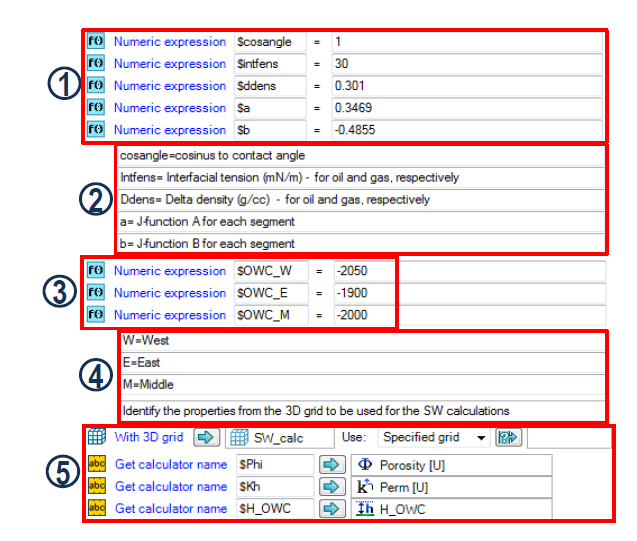 f() Numeric expression $cosangle = 1
f() Numeric expression $intfens = 30
① f() Numeric expression $ddens = 0.301
f() Numeric expression $a = 0.3469
f() Numeric expression $b = -0.4855
cosangle=cosinus to contact angle
Intfens= Interfacial tension (mN/m) - for oil and gas, respectively
② Ddens= Delta density (g/cc) - for oil and gas, respectively
a= J-function A for each segment
b= J-function B for each segment
f() Numeric expression $OWC_W = -2050
③ f() Numeric expression $OWC_E = -1900
f() Numeric expression $OWC_M = -2000
W=West
④ E=East
M=Middle
Identify the properties from the 3D grid to be used for the SW calculations
With 3D grid SW_calc Use: Specified grid
⑤ abc Get calculator name $Phi Φ Porosity [U]
abc Get calculator name $Kh k Perm [U]
abc Get calculator name $H_OWC h H_OWC